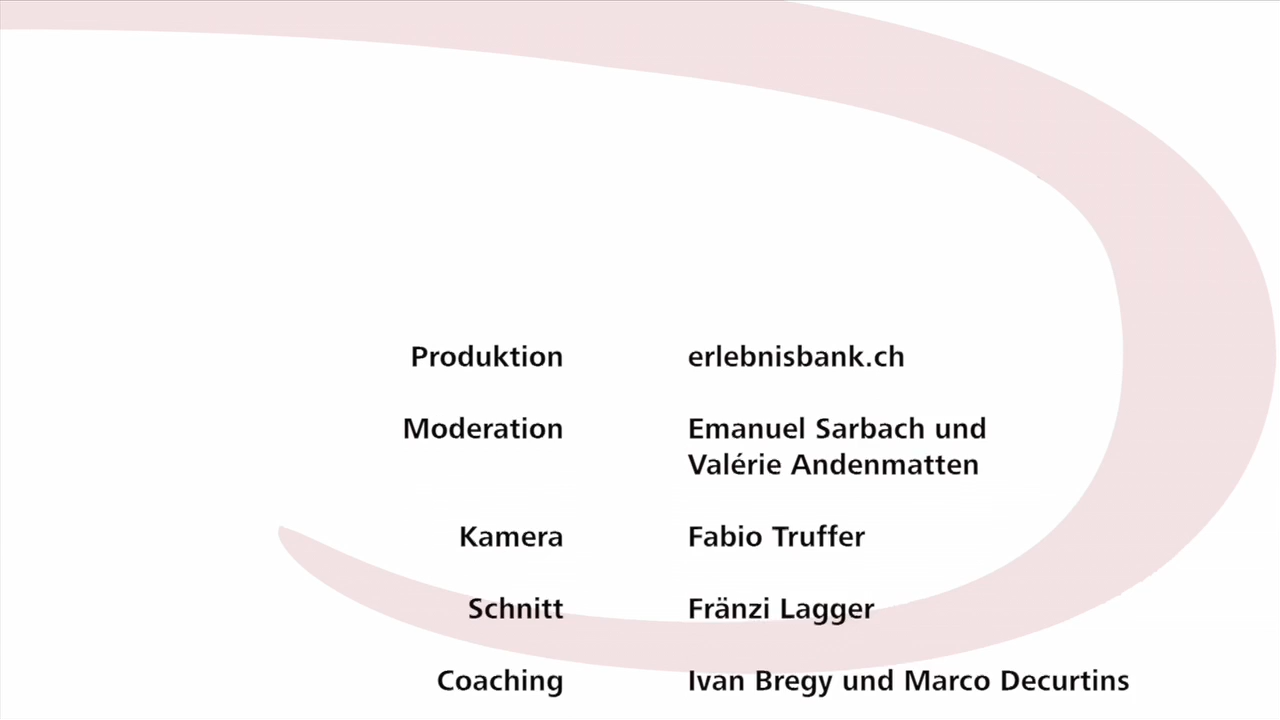 Produktion erlebnisbank.ch
Moderation Emanuel Sarbach und
Valérie Andenmatten
Kamera Fabio Truffer
Schnitt Fränzi Lagger
Coaching Ivan Bregy und Marco Decurtins